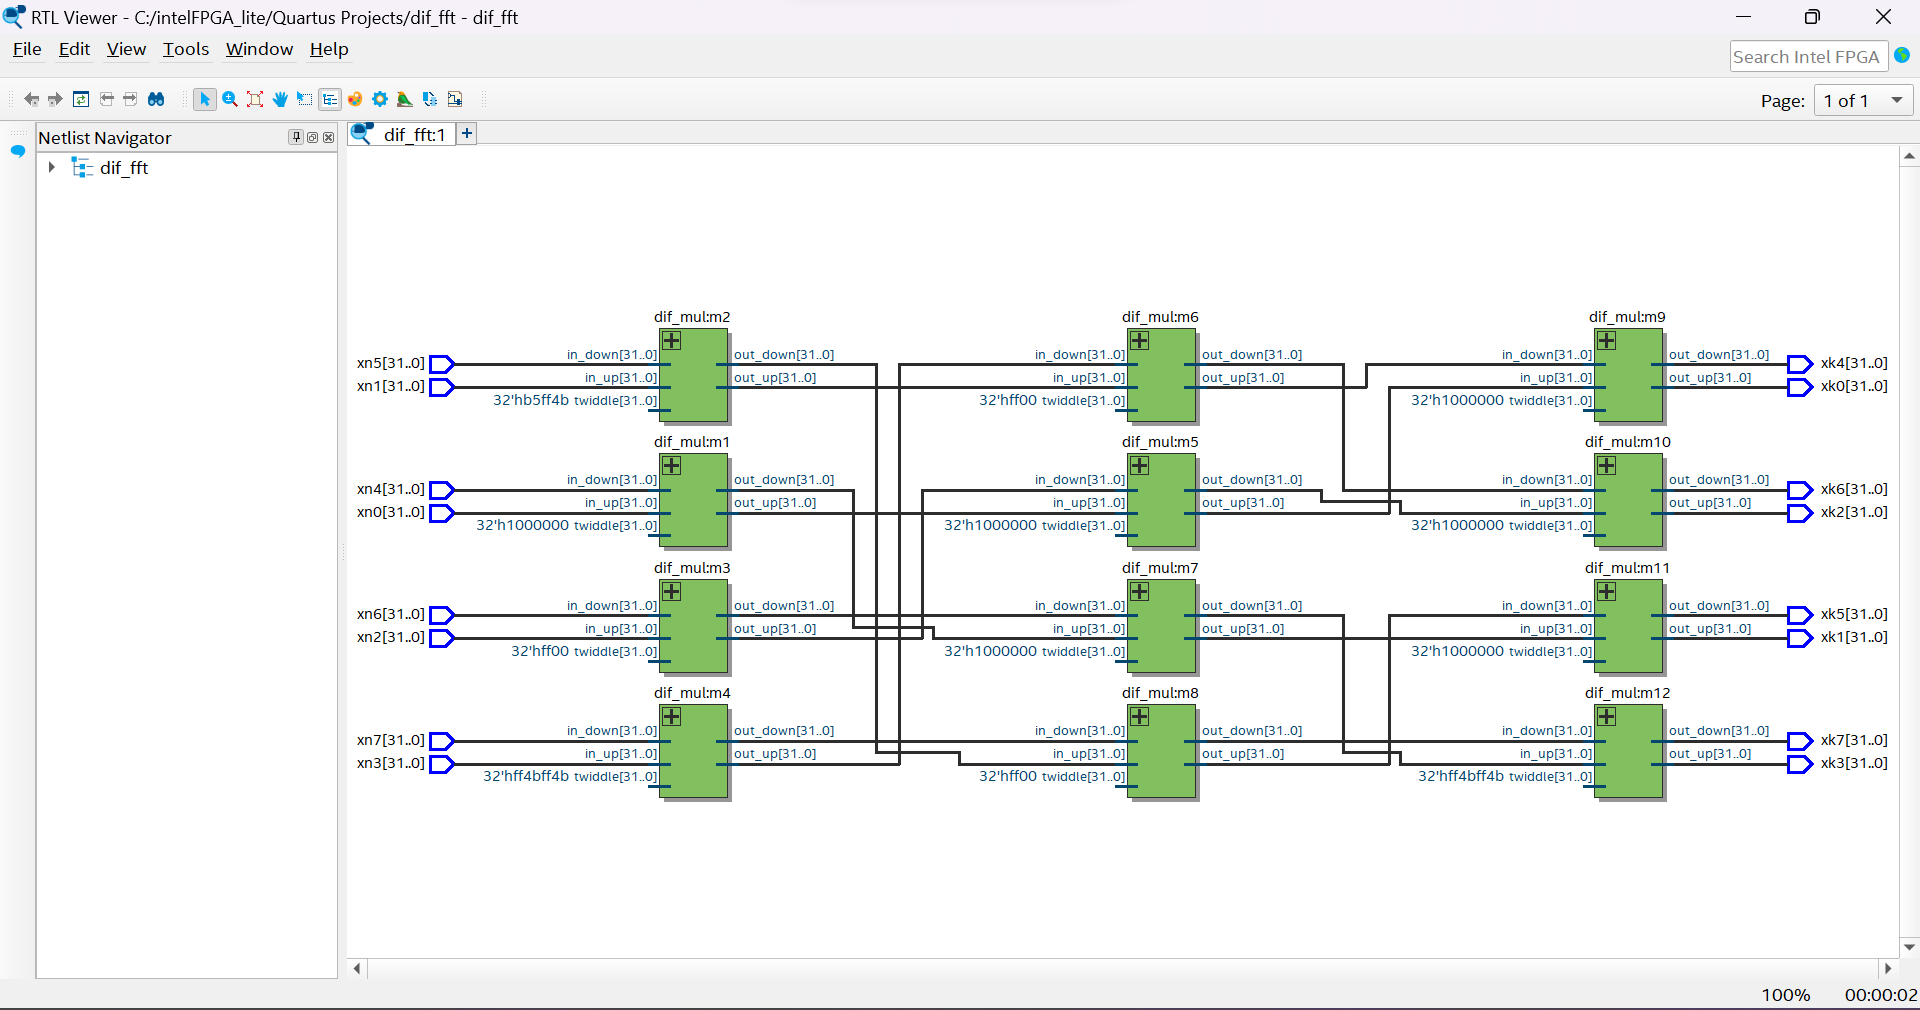 RTL Viewer - C:/intelFPGA_lite/Quartus Projects/dif_fft - dif_fft
File Edit View Tools Window Help
Search Intel FPGA
Page: 1 of 1
Netlist Navigator
dif_fft:1 +
dif_fft
dif_mul:m2 dif_mul:m6 dif_mul:m9
in_down[31..0] out_down[31..0] in_down[31..0] out_down[31..0] in_down[31..0] out_down[31..0]
xn5[31..0] xk4[31..0]
in_up[31..0] out_up[31..0] in_up[31..0] out_up[31..0] in_up[31..0] out_up[31..0]
xn1[31..0] xk0[31..0]
32'hb5ff4b twiddle[31..0] 32'hff00 twiddle[31..0] 32'h1000000 twiddle[31..0]
dif_mul:m1 dif_mul:m5 dif_mul:m10
in_down[31..0] out_down[31..0] in_down[31..0] out_down[31..0] in_down[31..0] out_down[31..0]
xn4[31..0] xk6[31..0]
in_up[31..0] out_up[31..0] in_up[31..0] out_up[31..0] in_up[31..0] out_up[31..0]
xn0[31..0] xk2[31..0]
32'h1000000 twiddle[31..0] 32'h1000000 twiddle[31..0] 32'h1000000 twiddle[31..0]
dif_mul:m3 dif_mul:m7 dif_mul:m11
in_down[31..0] out_down[31..0] in_down[31..0] out_down[31..0] in_down[31..0] out_down[31..0]
xn6[31..0] xk5[31..0]
in_up[31..0] out_up[31..0] in_up[31..0] out_up[31..0] in_up[31..0] out_up[31..0]
xn2[31..0] xk1[31..0]
32'hff00 twiddle[31..0] 32'h1000000 twiddle[31..0] 32'h1000000 twiddle[31..0]
dif_mul:m4 dif_mul:m8 dif_mul:m12
in_down[31..0] out_down[31..0] in_down[31..0] out_down[31..0] in_down[31..0] out_down[31..0]
xn7[31..0] xk7[31..0]
in_up[31..0] out_up[31..0] in_up[31..0] out_up[31..0] in_up[31..0] out_up[31..0]
xn3[31..0] xk3[31..0]
32'hff4bff4b twiddle[31..0] 32'hff00 twiddle[31..0] 32'hff4bff4b twiddle[31..0]
100% 00:00:02